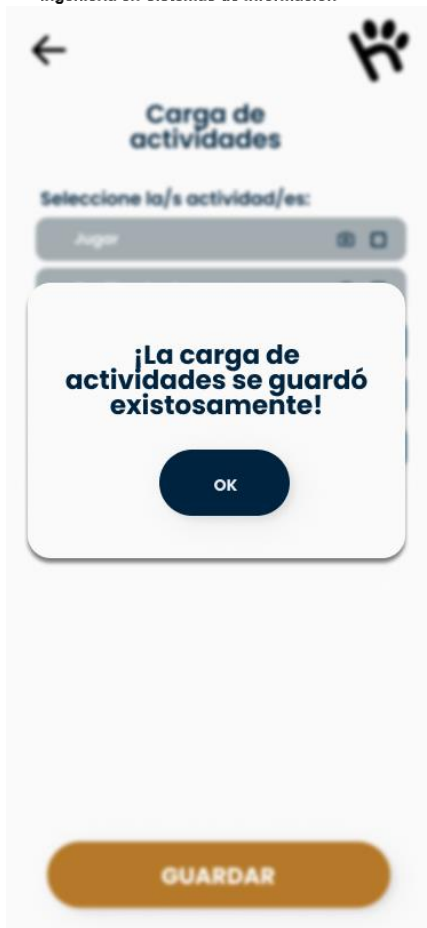 Ingeniería en Sistemas de Información
Carga de
actividades
Seleccione la/s actividad/es:
Jugar
¡La carga de
actividades se guardó
existosamente!
OK
GUARDAR